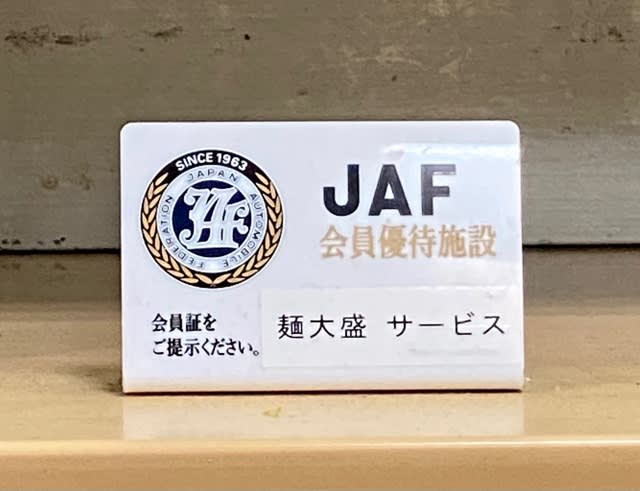 SINCE 1963
JAPAN AUTOMOBILE FEDERATION
JAF
JAF
会員優待施設
会員証を
ご提示ください。
麺大盛 サービス